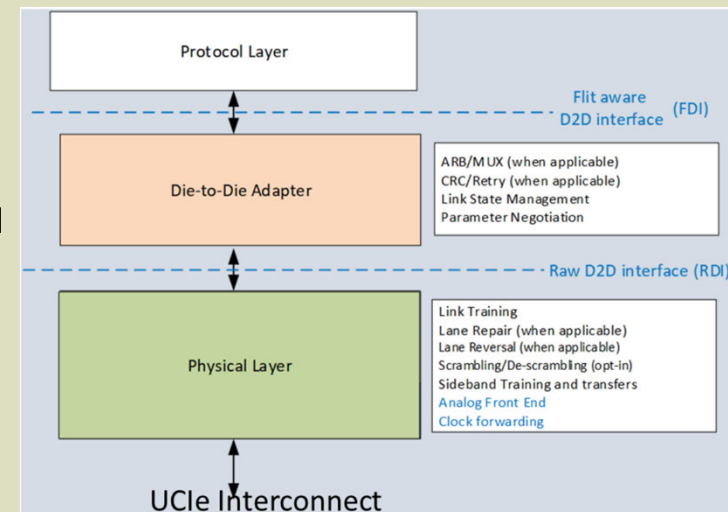 Protocol Layer
Flit aware
D2D interface (FDI)
Die-to-Die Adapter
ARB/MUX (when applicable)
CRC/Retry (when applicable)
Link State Management
Parameter Negotiation
Raw D2D interface (RDI)
Physical Layer
Link Training
Lane Repair (when applicable)
Lane Reversal (when applicable)
Scrambling/De-scrambling (opt-in)
Sideband Training and transfers
Analog Front End
Clock forwarding
UCIe Interconnect